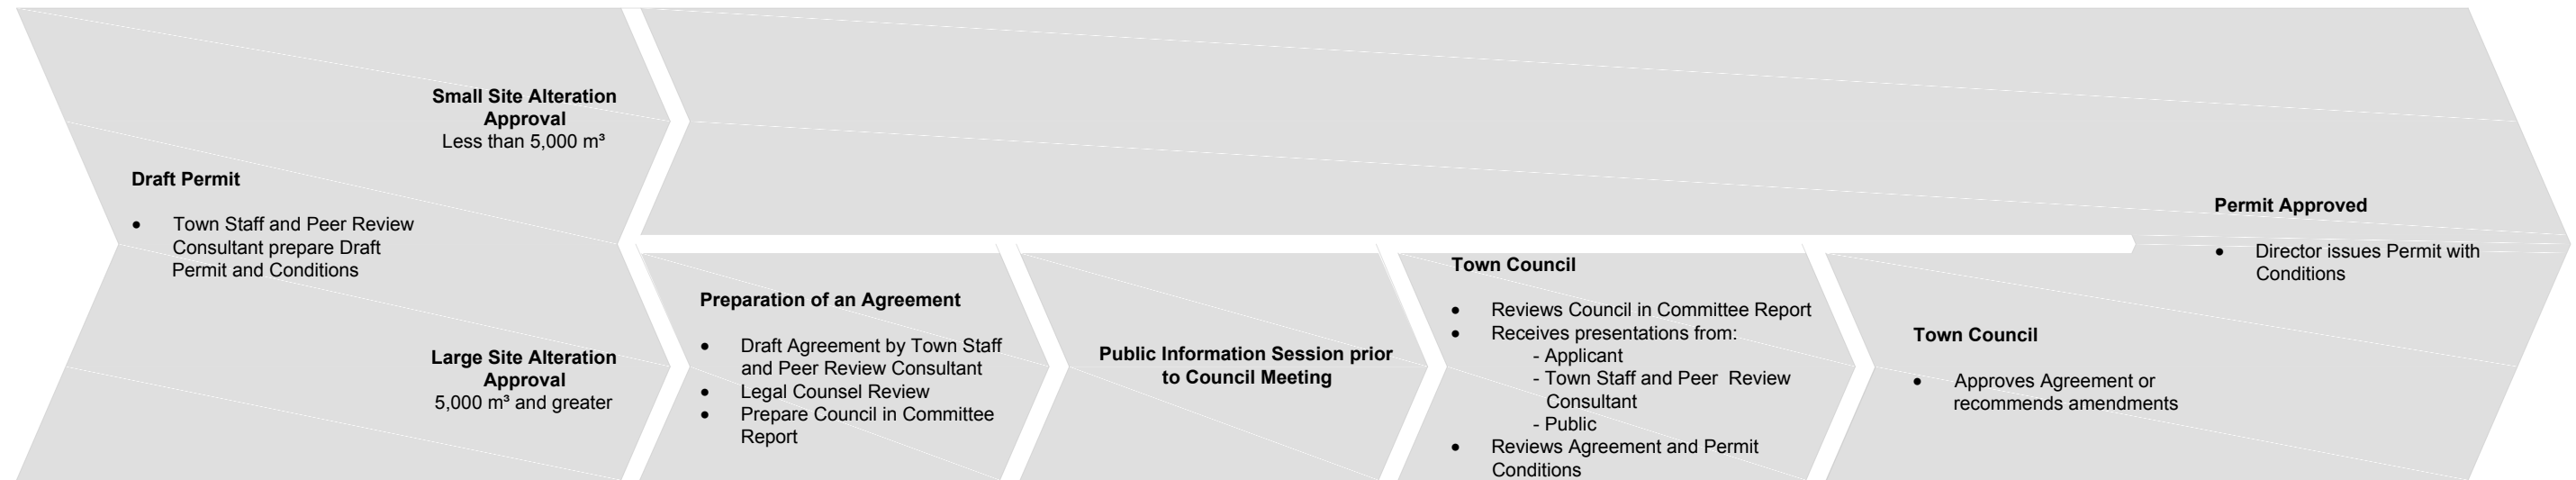 Draft Permit
• Town Staff and Peer Review
Consultant prepare Draft
Permit and Conditions
Small Site Alteration
Approval
Less than 5,000 m³
Large Site Alteration
Approval
5,000 m³ and greater
Preparation of an Agreement
• Draft Agreement by Town Staff
and Peer Review Consultant
• Legal Counsel Review
• Prepare Council in Committee
Report
Public Information Session prior
to Council Meeting
Town Council
• Reviews Council in Committee Report
• Receives presentations from:
- Applicant
- Town Staff and Peer Review
Consultant
- Public
• Reviews Agreement and Permit
Conditions
Town Council
• Approves Agreement or
recommends amendments
Permit Approved
• Director issues Permit with
Conditions